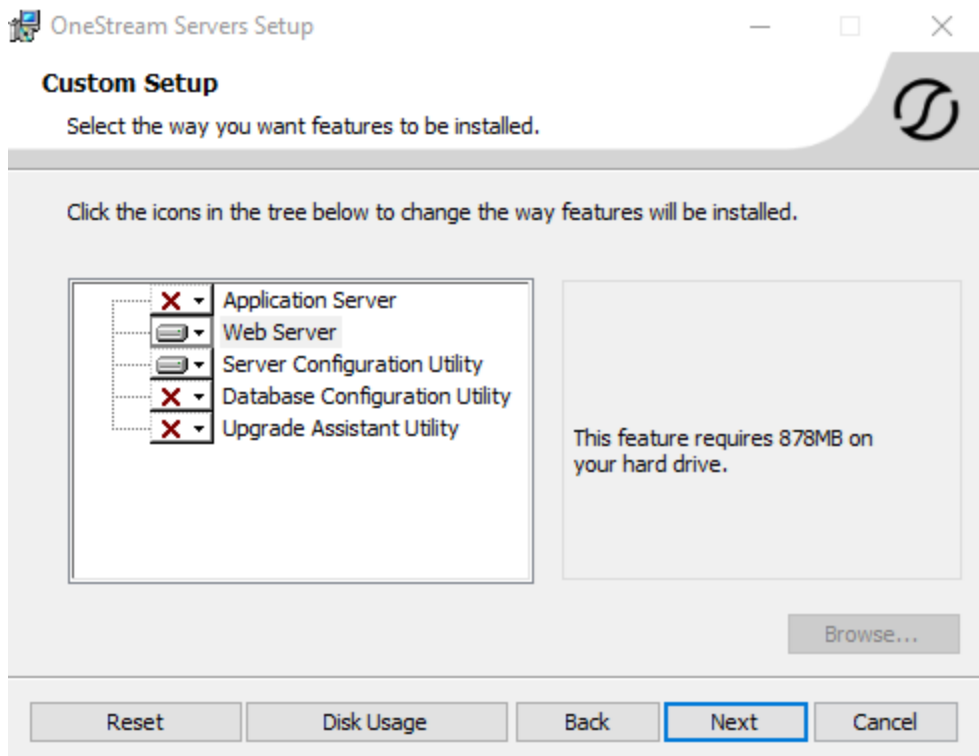 OneStream Servers Setup
Custom Setup
Select the way you want features to be installed.
Click the icons in the tree below to change the way features will be installed.
Application Server
Web Server
Server Configuration Utility
Database Configuration Utility
Upgrade Assistant Utility
This feature requires 878MB on
your hard drive.
Browse...
Reset
Disk Usage
Back
Next
Cancel